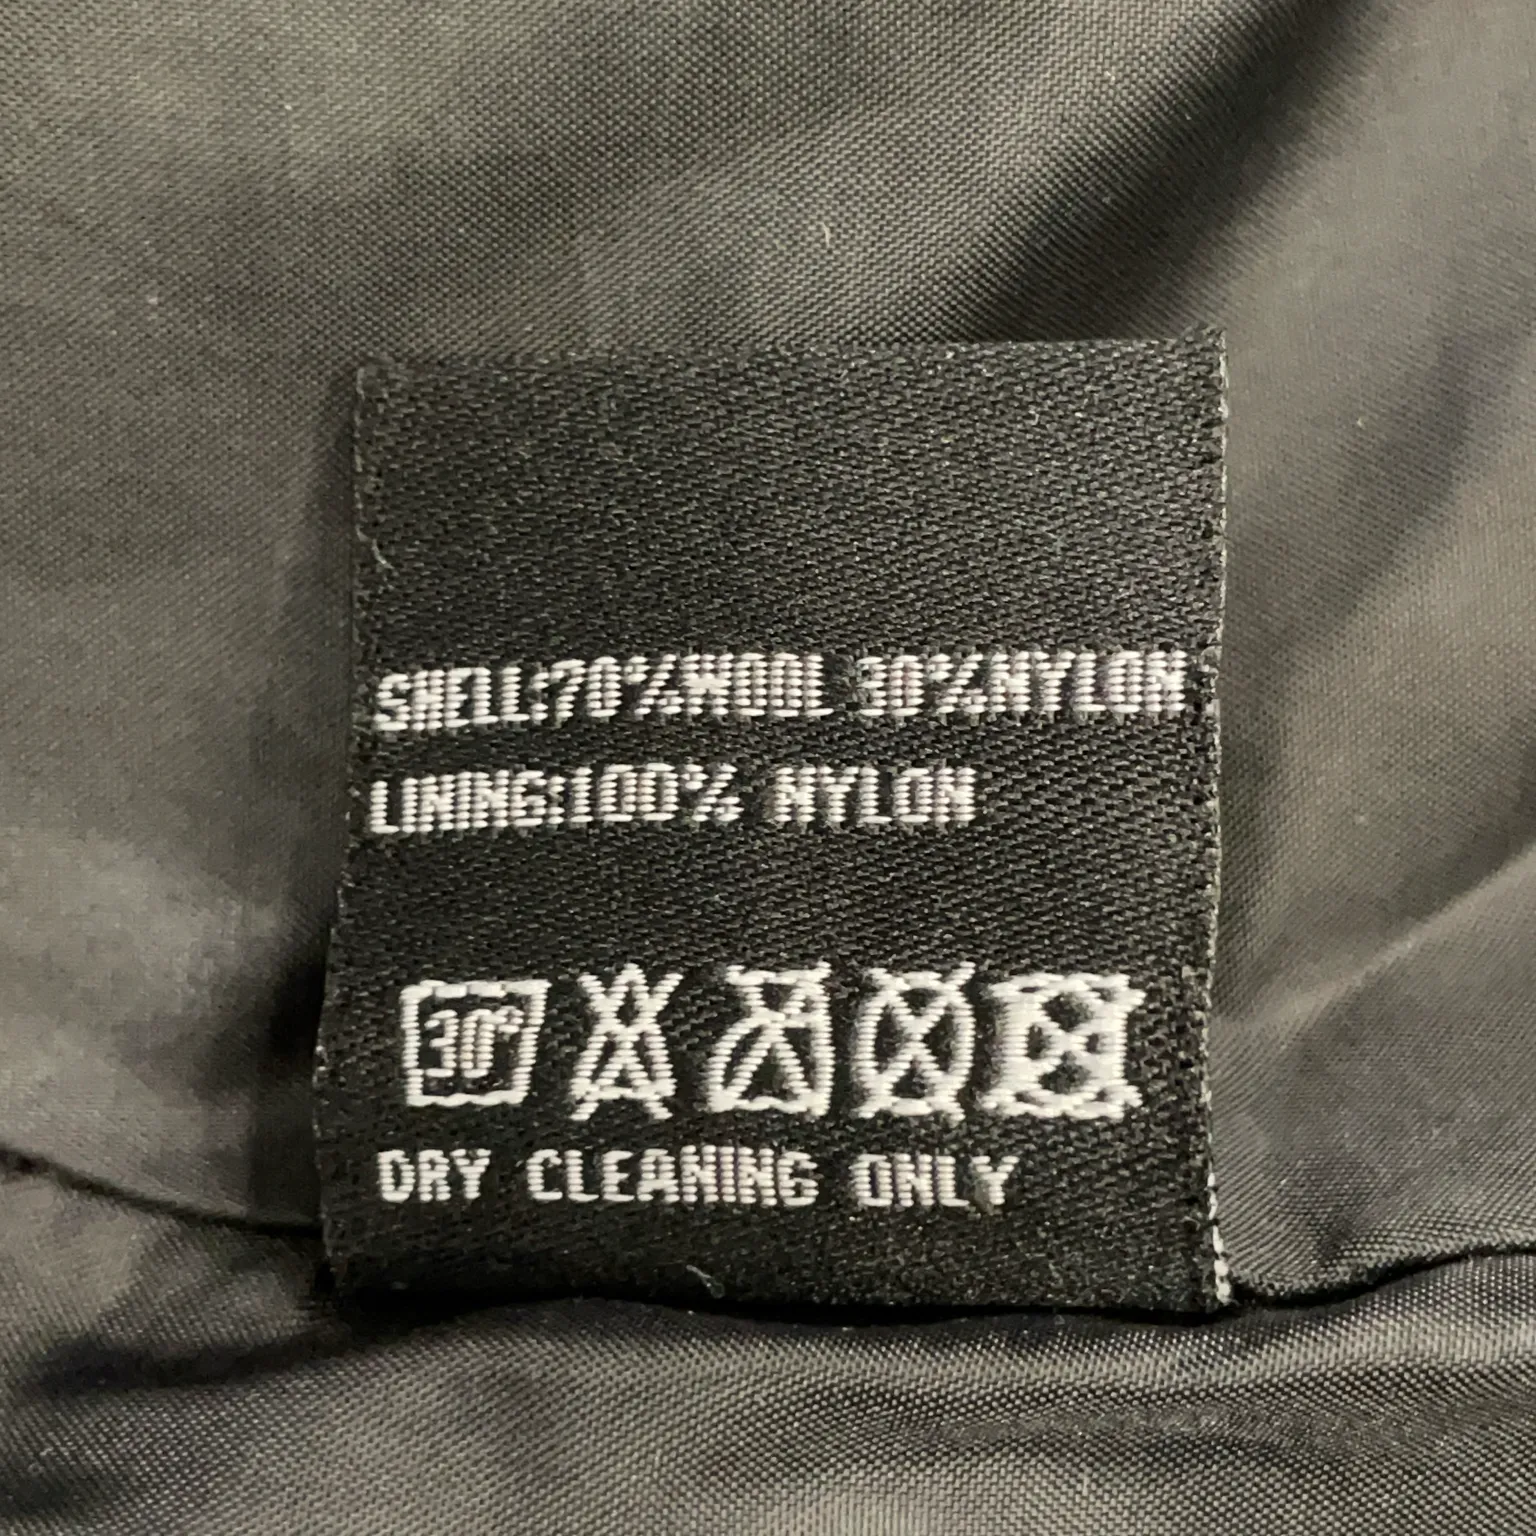 SHELL:70%WOOL 30%NYLON
LINING:100% NYLON
30°
DRY CLEANING ONLY